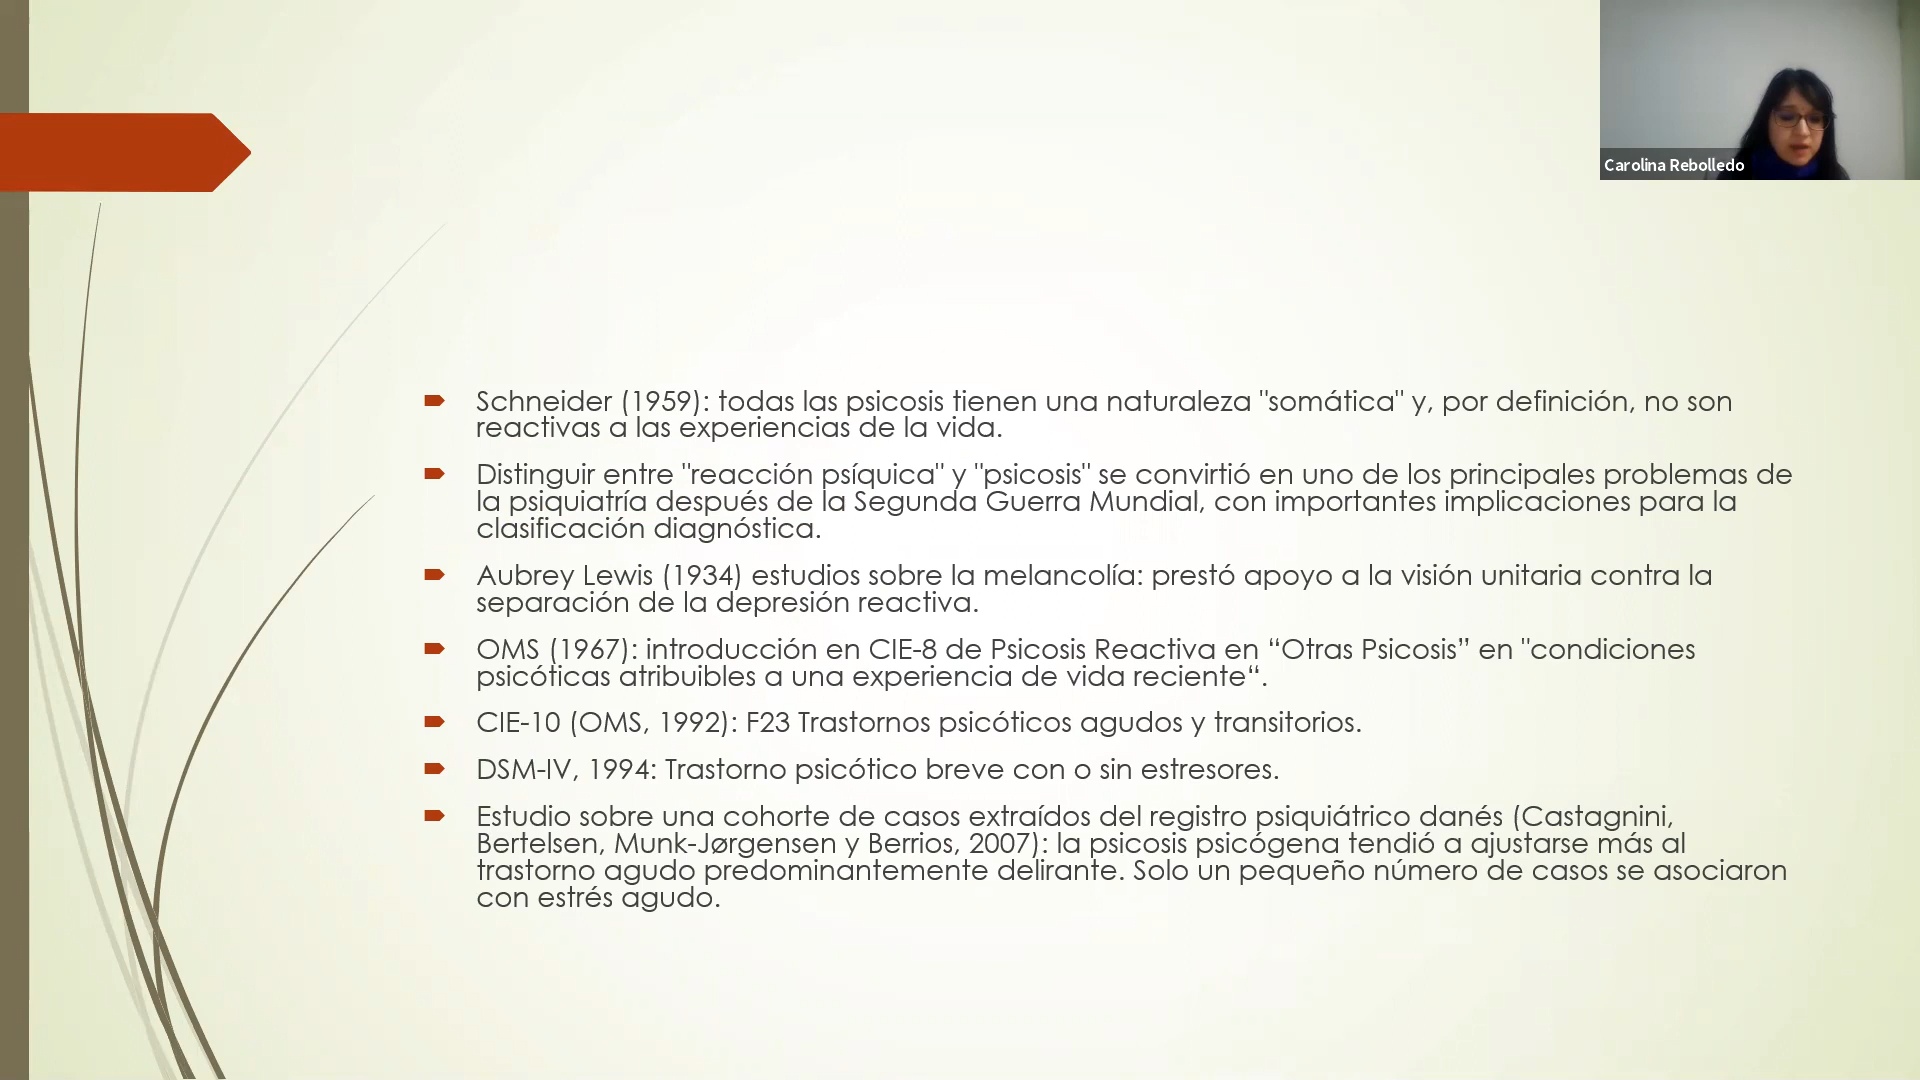 Carolina Rebolledo
Schneider (1959): todas las psicosis tienen una naturaleza "somática" y, por definición, no son
reactivas a las experiencias de la vida.
Distinguir entre "reacción psíquica" y "psicosis" se convirtió en uno de los principales problemas de
la psiquiatría después de la Segunda Guerra Mundial, con importantes implicaciones para la
clasificación diagnóstica.
Aubrey Lewis (1934) estudios sobre la melancolía: prestó apoyo a la visión unitaria contra la
separación de la depresión reactiva.
OMS (1967): introducción en CIE-8 de Psicosis Reactiva en “Otras Psicosis” en "condiciones
psicóticas atribuibles a una experiencia de vida reciente“.
CIE-10 (OMS, 1992): F23 Trastornos psicóticos agudos y transitorios.
DSM-IV, 1994: Trastorno psicótico breve con o sin estresores.
Estudio sobre una cohorte de casos extraídos del registro psiquiátrico danés (Castagnini,
Bertelsen, Munk-Jørgensen y Berrios, 2007): la psicosis psicógena tendió a ajustarse más al
trastorno agudo predominantemente delirante. Solo un pequeño número de casos se asociaron
con estrés agudo.